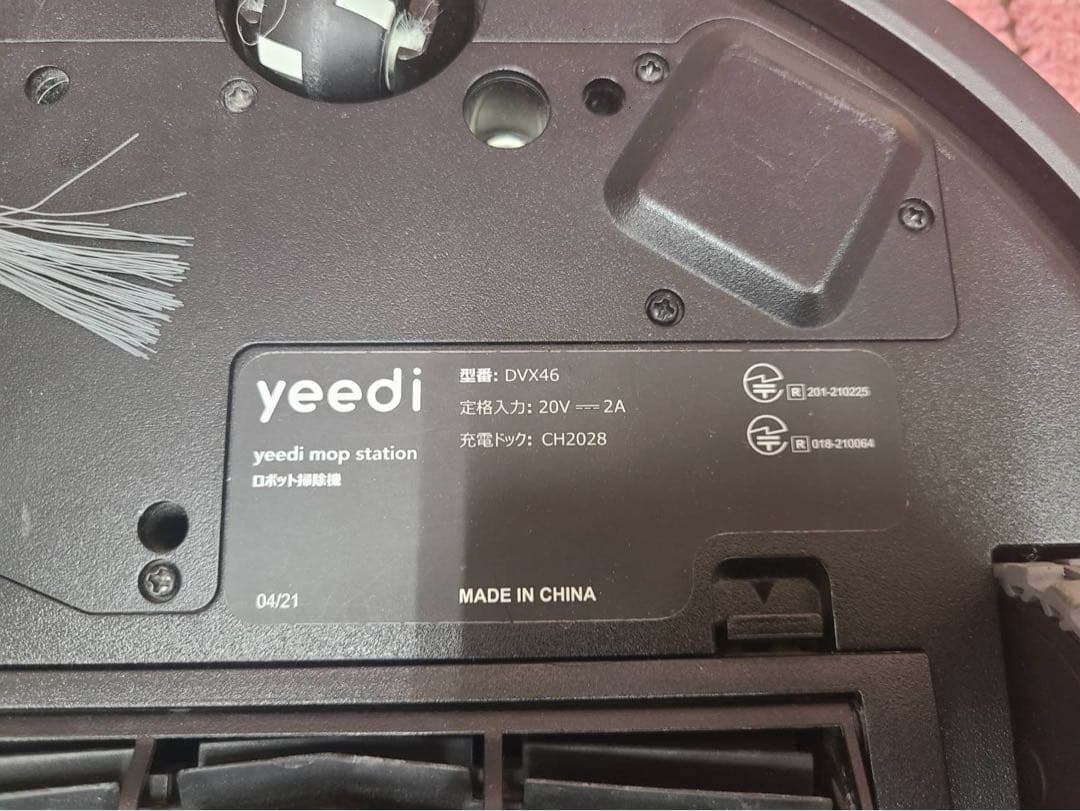 yeedi
yeedi mop station
ロボット掃除機
04/21
型番: DVX46
定格入力: 20V ⎓ 2A
充電ドック: CH2028
MADE IN CHINA
R 201-210225
R 018-210064